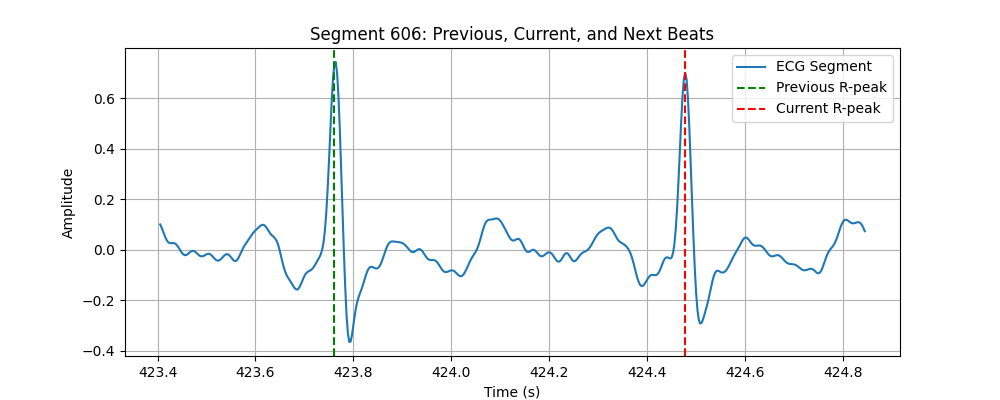 Segment 606: Previous, Current, and Next Beats
ECG Segment
Previous R-peak
Current R-peak
0.6
0.4
0.2
0.0
−0.2
−0.4
Amplitude
423.4 423.6 423.8 424.0 424.2 424.4 424.6 424.8
Time (s)